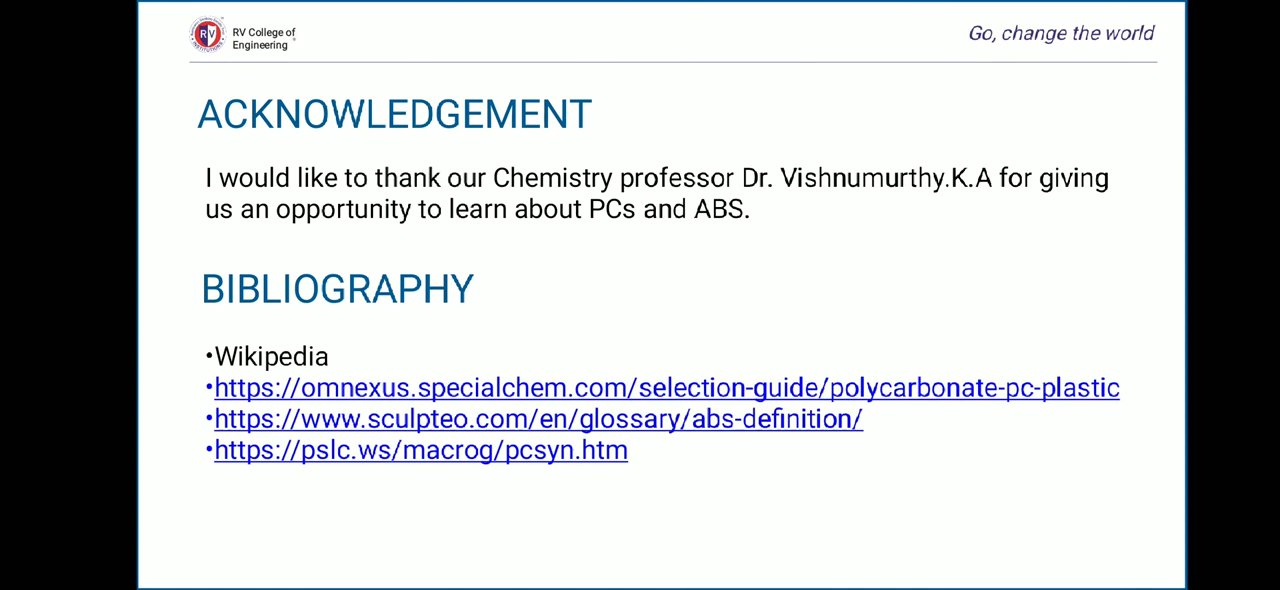 RV College of
Engineering
Go, change the world
ACKNOWLEDGEMENT
I would like to thank our Chemistry professor Dr. Vishnumurthy.K.A for giving
us an opportunity to learn about PCs and ABS.
BIBLIOGRAPHY
•Wikipedia
•https://omnexus.specialchem.com/selection-guide/polycarbonate-pc-plastic
•https://www.sculpteo.com/en/glossary/abs-definition/
•https://pslc.ws/macrog/pcsyn.htm